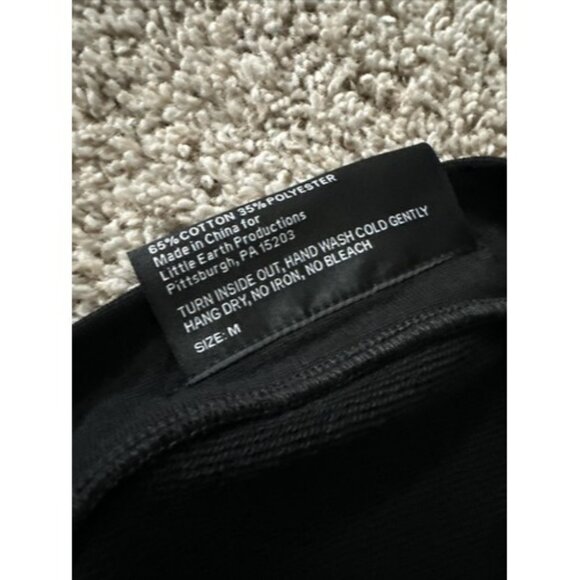 65% COTTON 35% POLYESTER
Made in China for
Little Earth Productions
Pittsburgh, PA 15203
TURN INSIDE OUT, HAND WASH COLD GENTLY
HANG DRY, NO IRON, NO BLEACH
SIZE: M